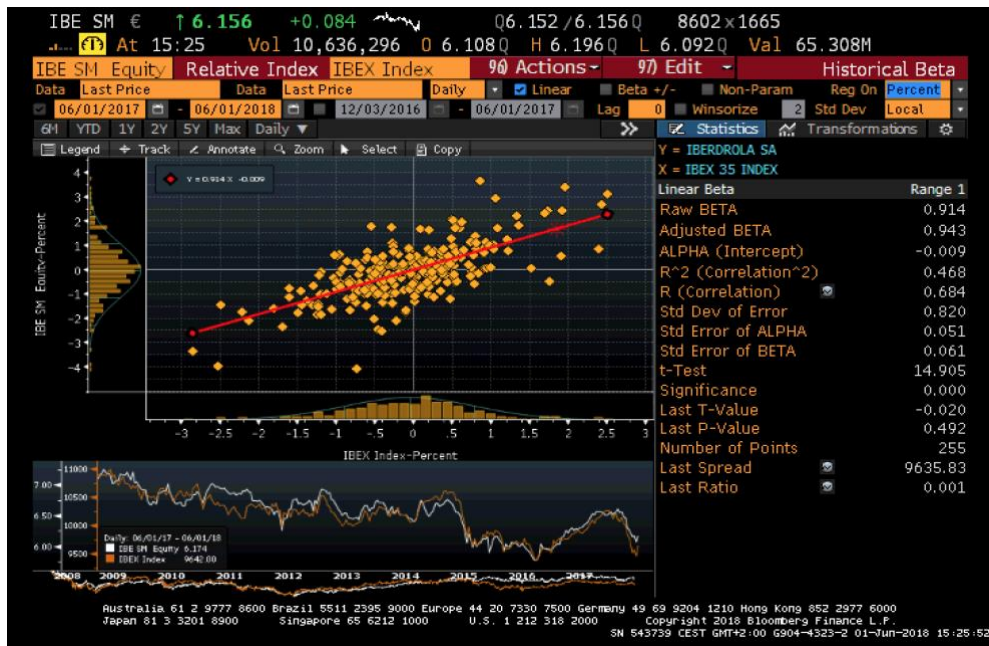 IBE SM € ↑ 6.156 +0.084 Q6.152 / 6.156Q 8602 × 1665
At 15:25 Vol 10,636,296 O 6.108Q H 6.196Q L 6.092Q Val 65.308M
IBE SM Equity Relative Index IBEX Index 96) Actions 97) Edit Historical Beta
Data Last Price Data Last Price Daily Linear Beta +/- Non-Param Reg On Percent
06/01/2017 - 06/01/2018 12/03/2016 - 06/01/2017 Lag 0 Winsorize 2 Std Dev Local
6M YTD 1Y 2Y 5Y Max Daily ▼ >> Statistics Transformations
Legend Track Annotate Zoom Select Copy
Y = IBERDROLA SA
X = IBEX 35 INDEX
Linear Beta Range 1
Raw BETA 0.914
Adjusted BETA 0.943
ALPHA (Intercept) -0.009
R^2 (Correlation^2) 0.468
R (Correlation) 0.684
Std Dev of Error 0.820
Std Error of ALPHA 0.051
Std Error of BETA 0.061
t-Test 14.905
Significance 0.000
Last T-Value -0.020
Last P-Value 0.492
Number of Points 255
Last Spread 9635.83
Last Ratio 0.001
Y = 0.914 X -0.009
IBE SM Equity-Percent
4
3
2
1
0
-1
-2
-3
-4
-3 -2.5 -2 -1.5 -1 -.5 0 .5 1 1.5 2 2.5 3
IBEX Index-Percent
7.00
6.50
6.00
11000
10500
10000
9500
Daily: 06/01/17 - 06/01/18
IBE SM Equity 6.174
IBEX Index 9642.00
2008 2009 2010 2011 2012 2013 2014 2015 2016 2017
Australia 61 2 9777 8600 Brazil 5511 2395 9000 Europe 44 20 7330 7500 Germany 49 69 9204 1210 Hong Kong 852 2977 6000
Japan 81 3 3201 8900 Singapore 65 6212 1000 U.S. 1 212 318 2000 Copyright 2018 Bloomberg Finance L.P.
SN 543739 CEST GMT+2:00 G904-4323-2 01-Jun-2018 15:25:52